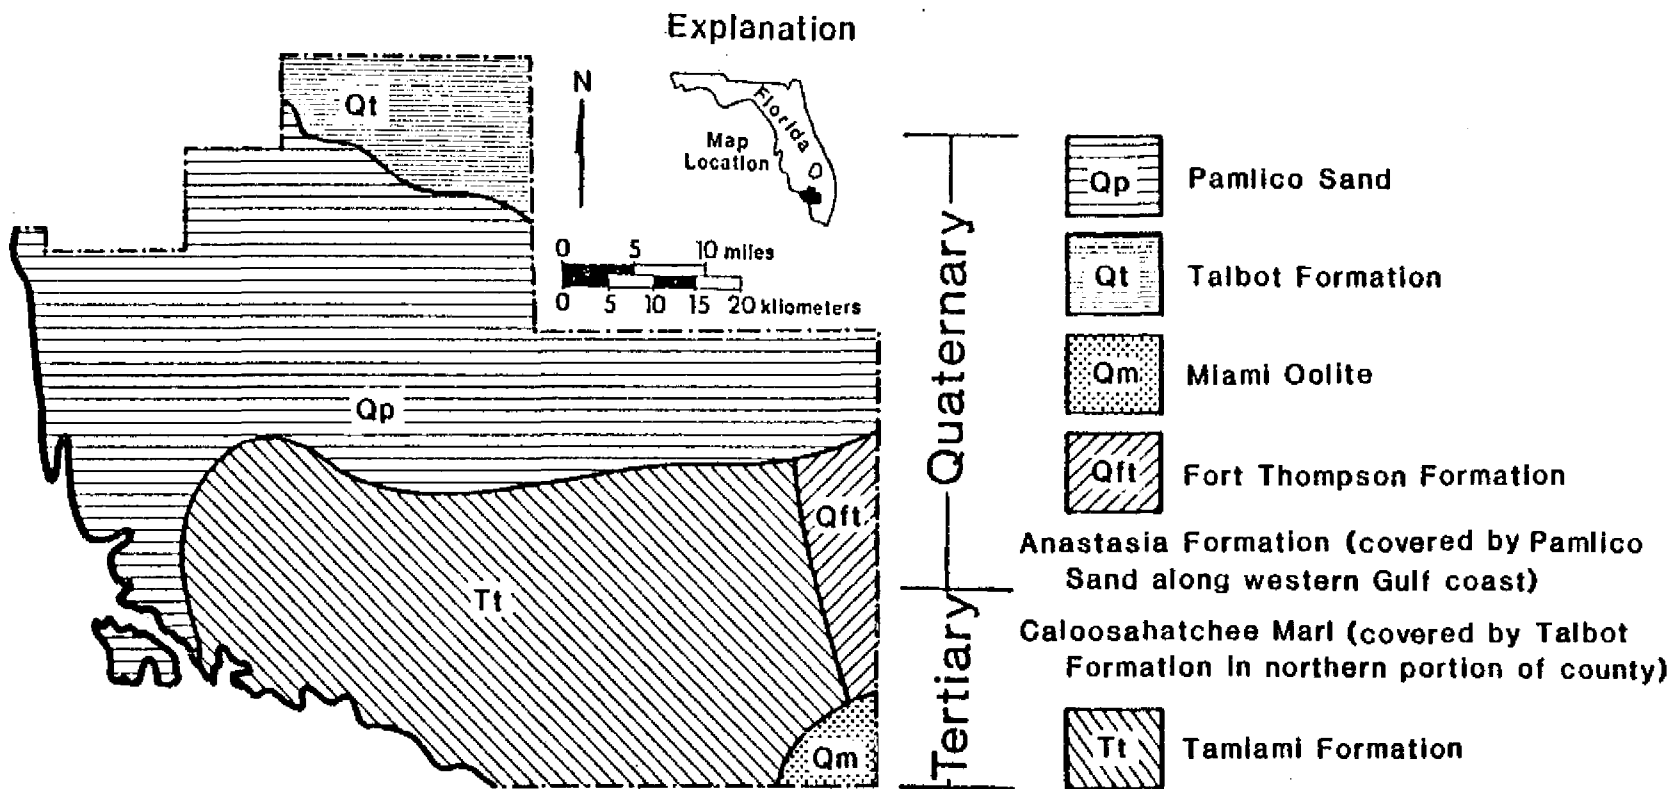 Explanation
N
Florida
Map
Location
0 5 10 miles
0 5 10 15 20 kilometers
Qt
Qp
Tt
Qft
Qm
Quaternary
Tertiary
Qp Pamlico Sand
Qt Talbot Formation
Qm Miami Oolite
Qft Fort Thompson Formation
Anastasia Formation (covered by Pamlico
Sand along western Gulf coast)
Caloosahatchee Marl (covered by Talbot
Formation in northern portion of county)
Tt Tamiami Formation